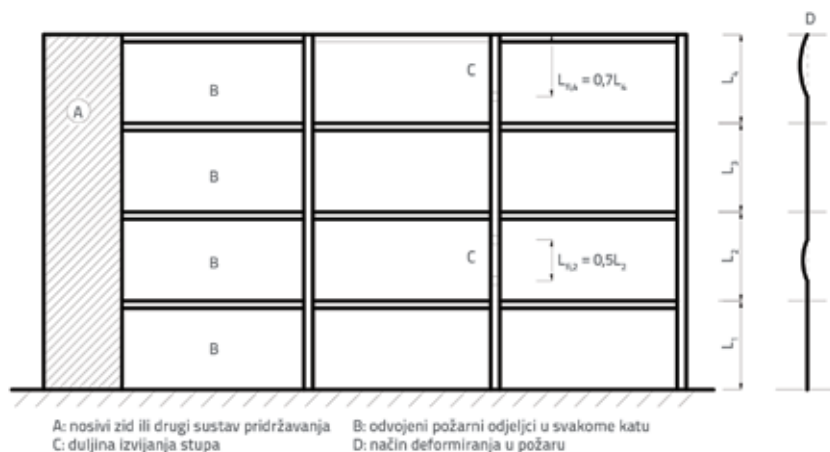 D
A
B
C
L_fi,4 = 0,7L_4
L_4
B
L_3
B
C
L_fi,2 = 0,5L_2
L_2
B
L_1
A: nosivi zid ili drugi sustav pridržavanja B: odvojeni požarni odjeljci u svakome katu
C: duljina izvijanja stupa D: način deformiranja u požaru